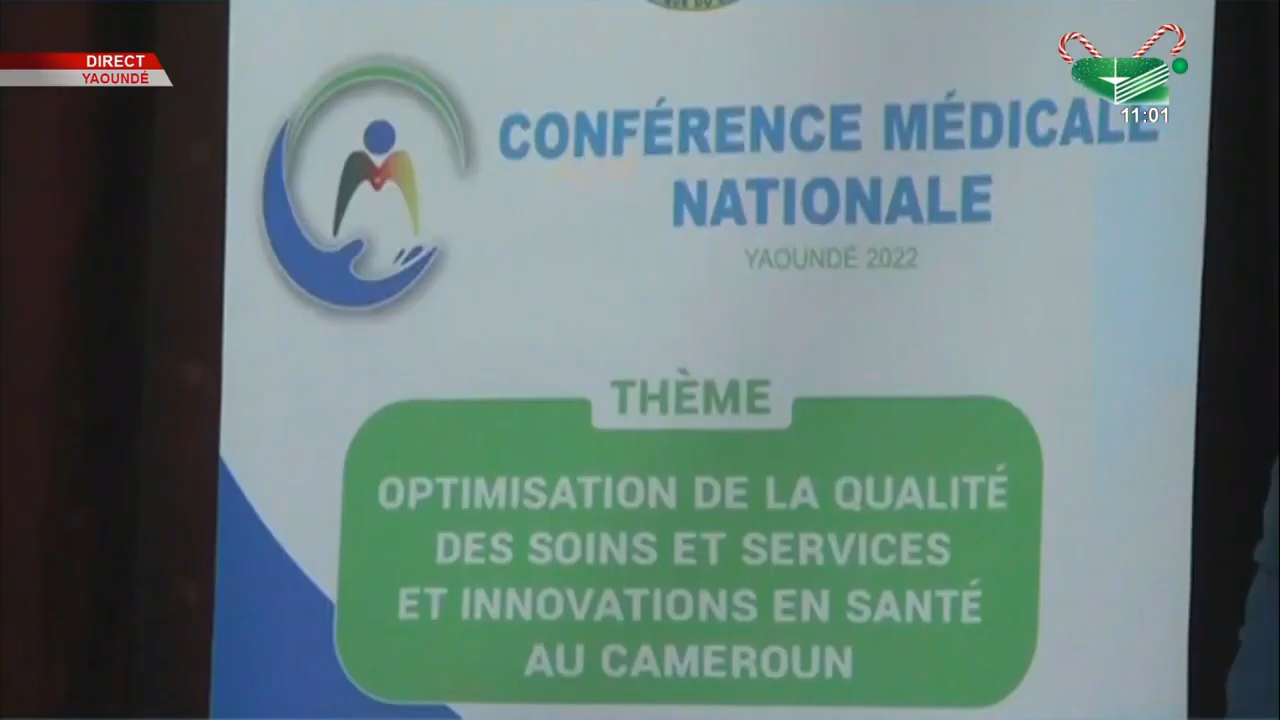 DIRECT
YAOUNDÉ
11:01
CONFÉRENCE MÉDICALE
NATIONALE
YAOUNDÉ 2022
THÈME
OPTIMISATION DE LA QUALITÉ
DES SOINS ET SERVICES
ET INNOVATIONS EN SANTÉ
AU CAMEROUN